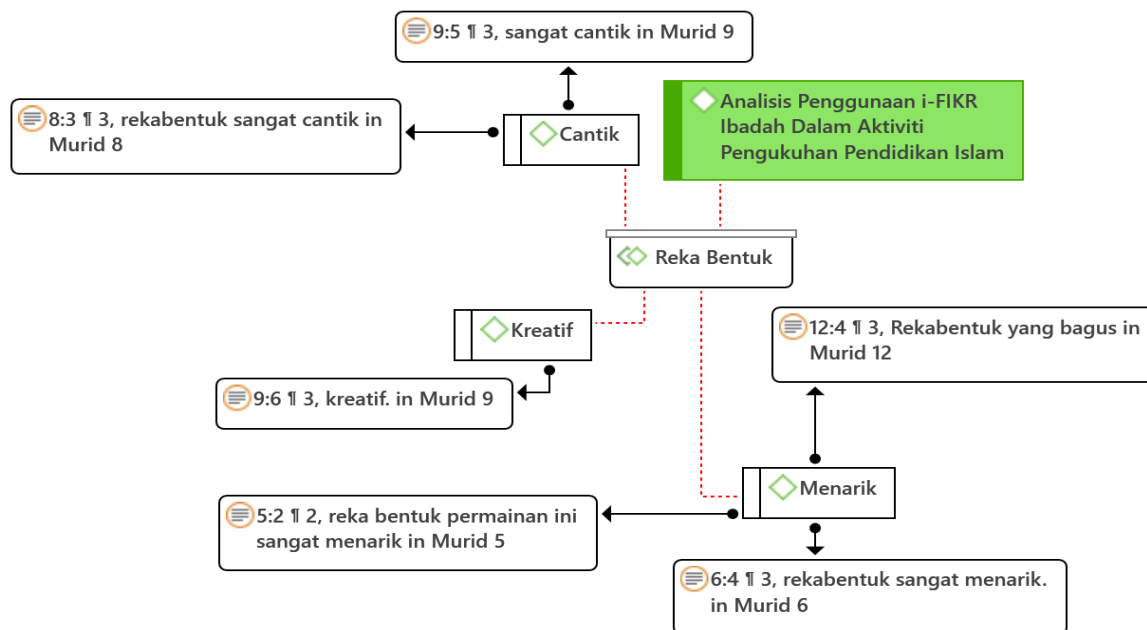 9:5 ¶ 3, sangat cantik in Murid 9
8:3 ¶ 3, rekabentuk sangat cantik in
Murid 8
Cantik
Analisis Penggunaan i-FIKR
Ibadah Dalam Aktiviti
Pengukuhan Pendidikan Islam
Reka Bentuk
Kreatif
12:4 ¶ 3, Rekabentuk yang bagus in
Murid 12
9:6 ¶ 3, kreatif. in Murid 9
Menarik
5:2 ¶ 2, reka bentuk permainan ini
sangat menarik in Murid 5
6:4 ¶ 3, rekabentuk sangat menarik.
in Murid 6